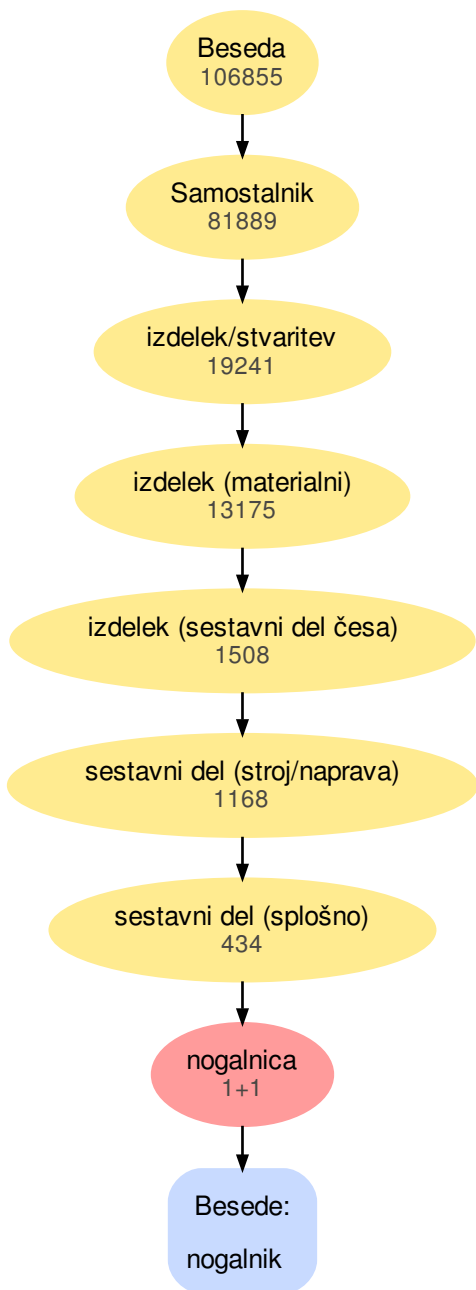 Beseda
106855
Samostalnik
81889
izdelek/stvaritev
19241
izdelek (materialni)
13175
izdelek (sestavni del česa)
1508
sestavni del (stroj/naprava)
1168
sestavni del (splošno)
434
nogalnica
1+1
Besede:
nogalnik